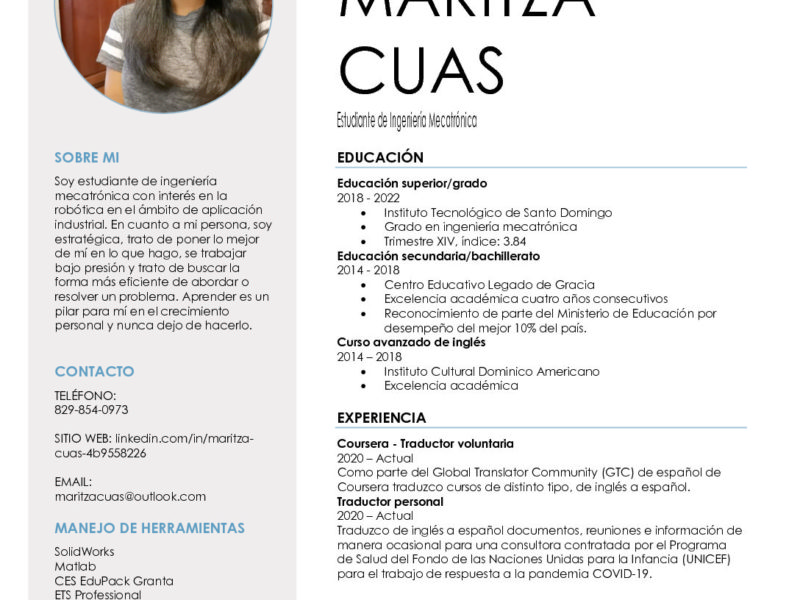 MARITZA
CUAS
Estudiante de Ingeniería Mecatrónica
SOBRE MI
Soy estudiante de ingeniería
mecatrónica con interés en la
robótica en el ámbito de aplicación
industrial. En cuanto a mi persona, soy
estratégica, trato de poner lo mejor
de mí en lo que hago, se trabajar
bajo presión y trato de buscar la
forma más eficiente de abordar o
resolver un problema. Aprender es un
pilar para mí en el crecimiento
personal y nunca dejo de hacerlo.
CONTACTO
TELÉFONO:
829-854-0973
SITIO WEB: linkedin.com/in/maritza-
cuas-4b9558226
EMAIL:
maritzacuas@outlook.com
MANEJO DE HERRAMIENTAS
SolidWorks
Matlab
CES EduPack Granta
ETS Professional
EDUCACIÓN
Educación superior/grado
2018 - 2022
• Instituto Tecnológico de Santo Domingo
• Grado en ingeniería mecatrónica
• Trimestre XIV, índice: 3.84
Educación secundaria/bachillerato
2014 - 2018
• Centro Educativo Legado de Gracia
• Excelencia académica cuatro años consecutivos
• Reconocimiento de parte del Ministerio de Educación por
desempeño del mejor 10% del país.
Curso avanzado de inglés
2014 – 2018
• Instituto Cultural Dominico Americano
• Excelencia académica
EXPERIENCIA
Coursera - Traductor voluntaria
2020 – Actual
Como parte del Global Translator Community (GTC) de español de
Coursera traduzco cursos de distinto tipo, de inglés a español.
Traductor personal
2020 – Actual
Traduzco de inglés a español documentos, reuniones e información de
manera ocasional para una consultora contratada por el Programa
de Salud del Fondo de las Naciones Unidas para la Infancia (UNICEF)
para el trabajo de respuesta a la pandemia COVID-19.